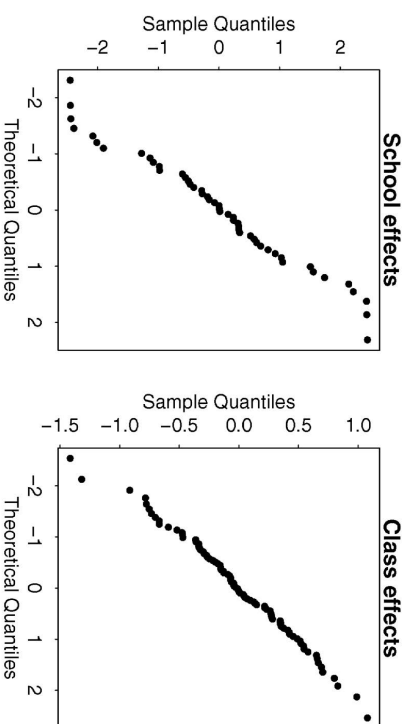 School effects
Sample Quantiles
−2 −1 0 1 2
−2 −1 0 1 2
Theoretical Quantiles
Class effects
Sample Quantiles
−1.5 −1.0 −0.5 0.0 0.5 1.0
−2 −1 0 1 2
Theoretical Quantiles